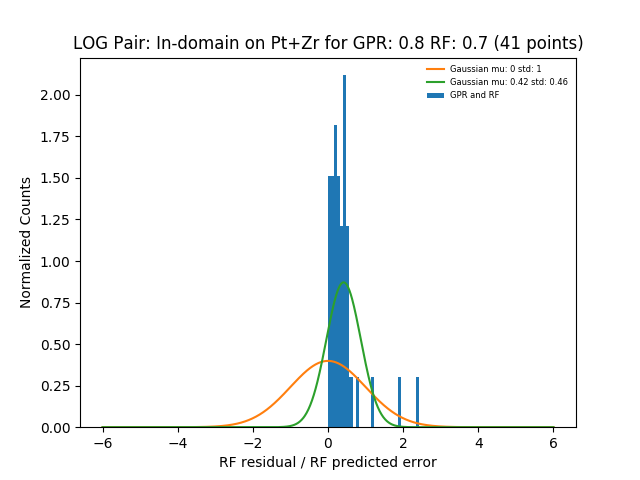 LOG Pair: In-domain on Pt+Zr for GPR: 0.8 RF: 0.7 (41 points)
Gaussian mu: 0 std: 1
Gaussian mu: 0.42 std: 0.46
GPR and RF
Normalized Counts
2.00
1.75
1.50
1.25
1.00
0.75
0.50
0.25
0.00
−6 −4 −2 0 2 4 6
RF residual / RF predicted error